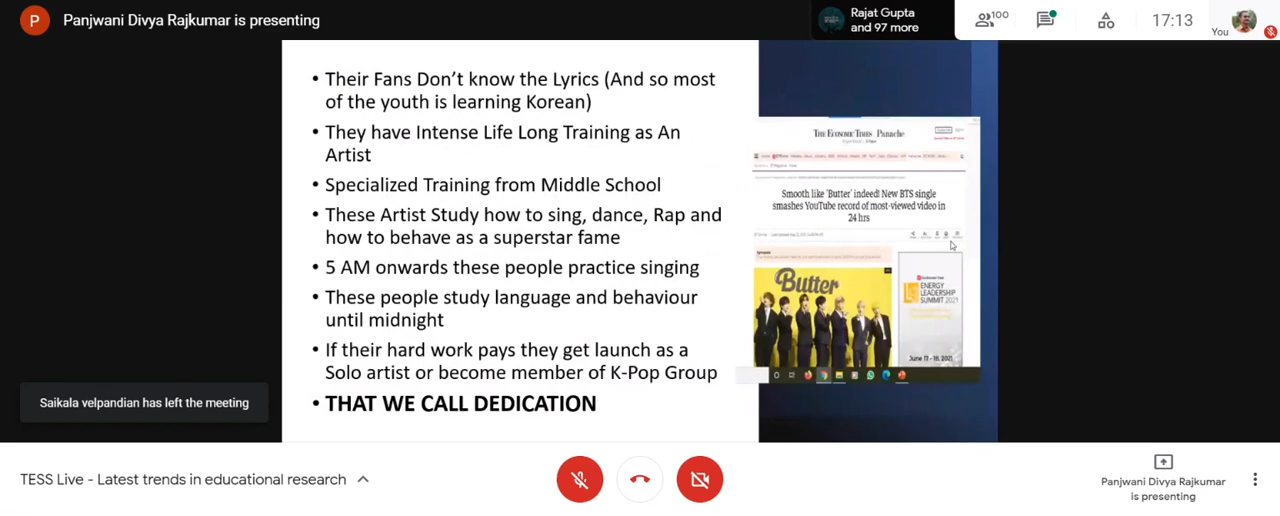 P
Panjwani Divya Rajkumar is presenting
Rajat Gupta
and 97 more
100
17:13
You
• Their Fans Don't know the Lyrics (And so most
of the youth is learning Korean)
• They have Intense Life Long Training as An
Artist
• Specialized Training from Middle School
• These Artist Study how to sing, dance, Rap and
how to behave as a superstar fame
• 5 AM onwards these people practice singing
• These people study language and behaviour
until midnight
• If their hard work pays they get launch as a
Solo artist or become member of K-Pop Group
• THAT WE CALL DEDICATION
THE ECONOMIC TIMES Panache
Smooth like 'Butter' indeed! New BTS single
smashes YouTube record of most-viewed video in
24 hrs
Butter
ENERGY
LEADERSHIP
SUMMIT 2021
June 17 - 18, 2021
Saikala velpandian has left the meeting
TESS Live - Latest trends in educational research
Panjwani Divya Rajkumar
is presenting